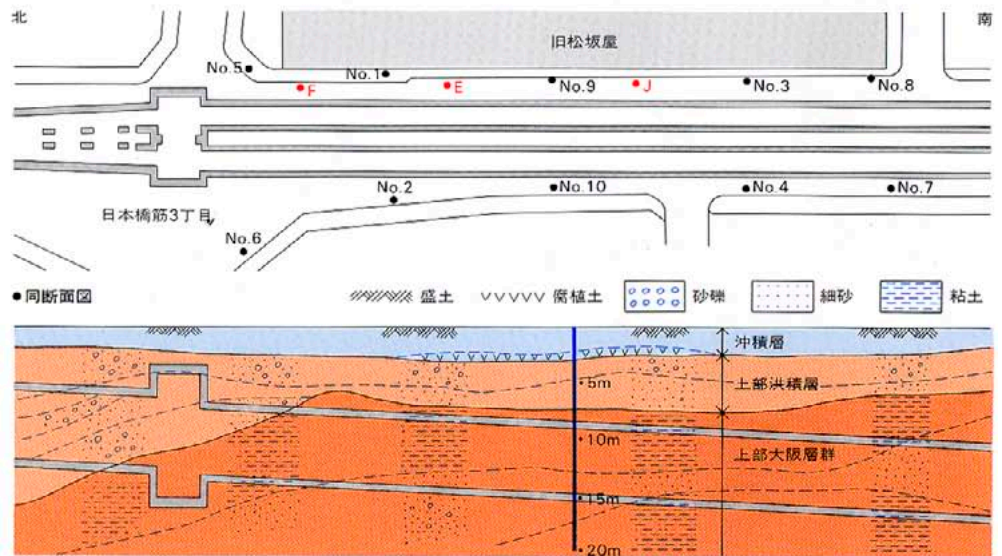 北
南
旧松坂屋
No.5
No.1
F
E
No.9
J
No.3
No.8
No.2
No.10
No.4
No.7
日本橋筋3丁目
No.6
●同断面図
盛土
腐植土
砂礫
細砂
粘土
沖積層
5m
上部洪積層
10m
上部大阪層群
15m
20m